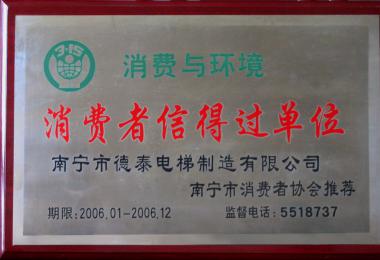 3·15
消费与环境
消费者信得过单位
南宁市德泰电梯制造有限公司
南宁市消费者协会推荐
期限:2006.01-2006.12
监督电话:5518737